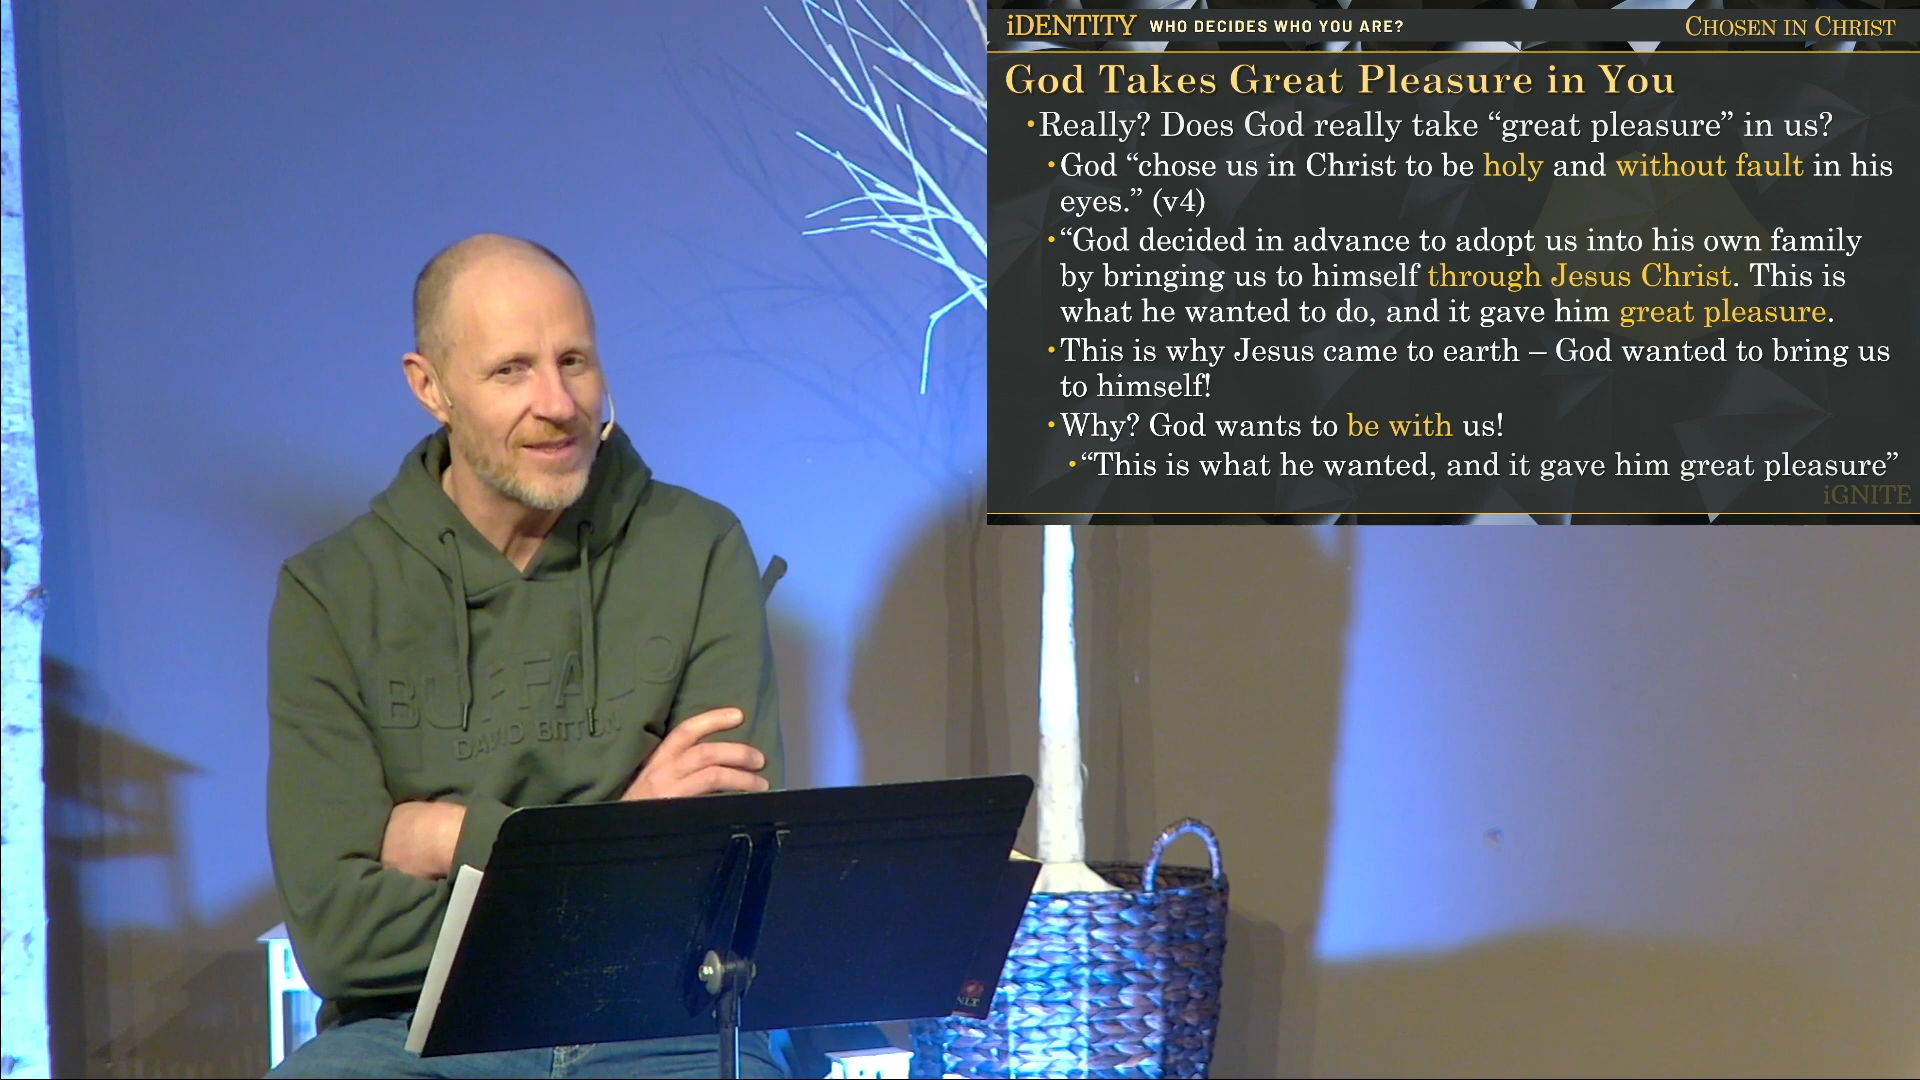 iDENTITY WHO DECIDES WHO YOU ARE?
CHOSEN IN CHRIST
God Takes Great Pleasure in You
•Really? Does God really take “great pleasure” in us?
•God “chose us in Christ to be holy and without fault in his
eyes.” (v4)
•“God decided in advance to adopt us into his own family
by bringing us to himself through Jesus Christ. This is
what he wanted to do, and it gave him great pleasure.
•This is why Jesus came to earth – God wanted to bring us
to himself!
•Why? God wants to be with us!
•“This is what he wanted, and it gave him great pleasure”
iGNITE
BUFFALO
DAVID BITTON
NLT